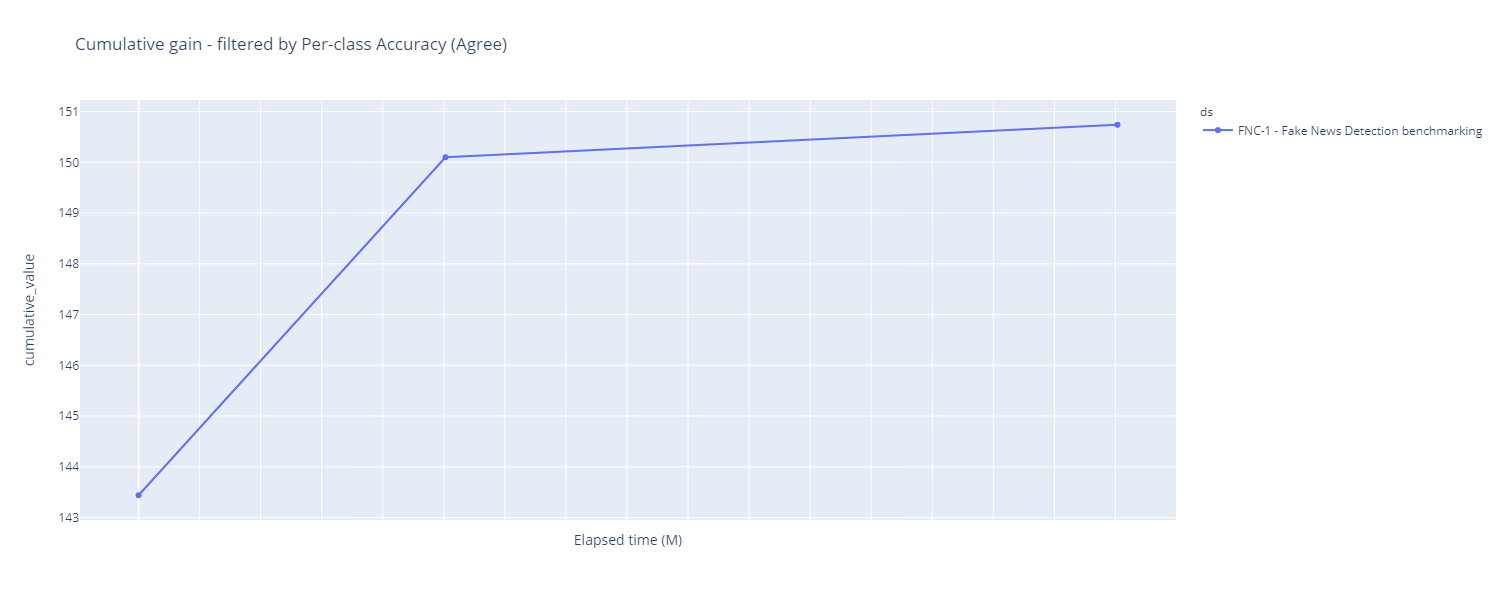 Cumulative gain - filtered by Per-class Accuracy (Agree)
151
150
149
148
147
146
145
144
143
cumulative_value
Elapsed time (M)
ds
FNC-1 - Fake News Detection benchmarking